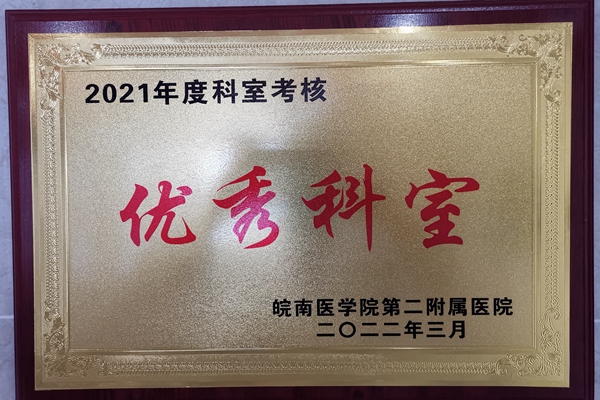 2021年度科室考核
优秀科室
皖南医学院第二附属医院
二〇二二年三月